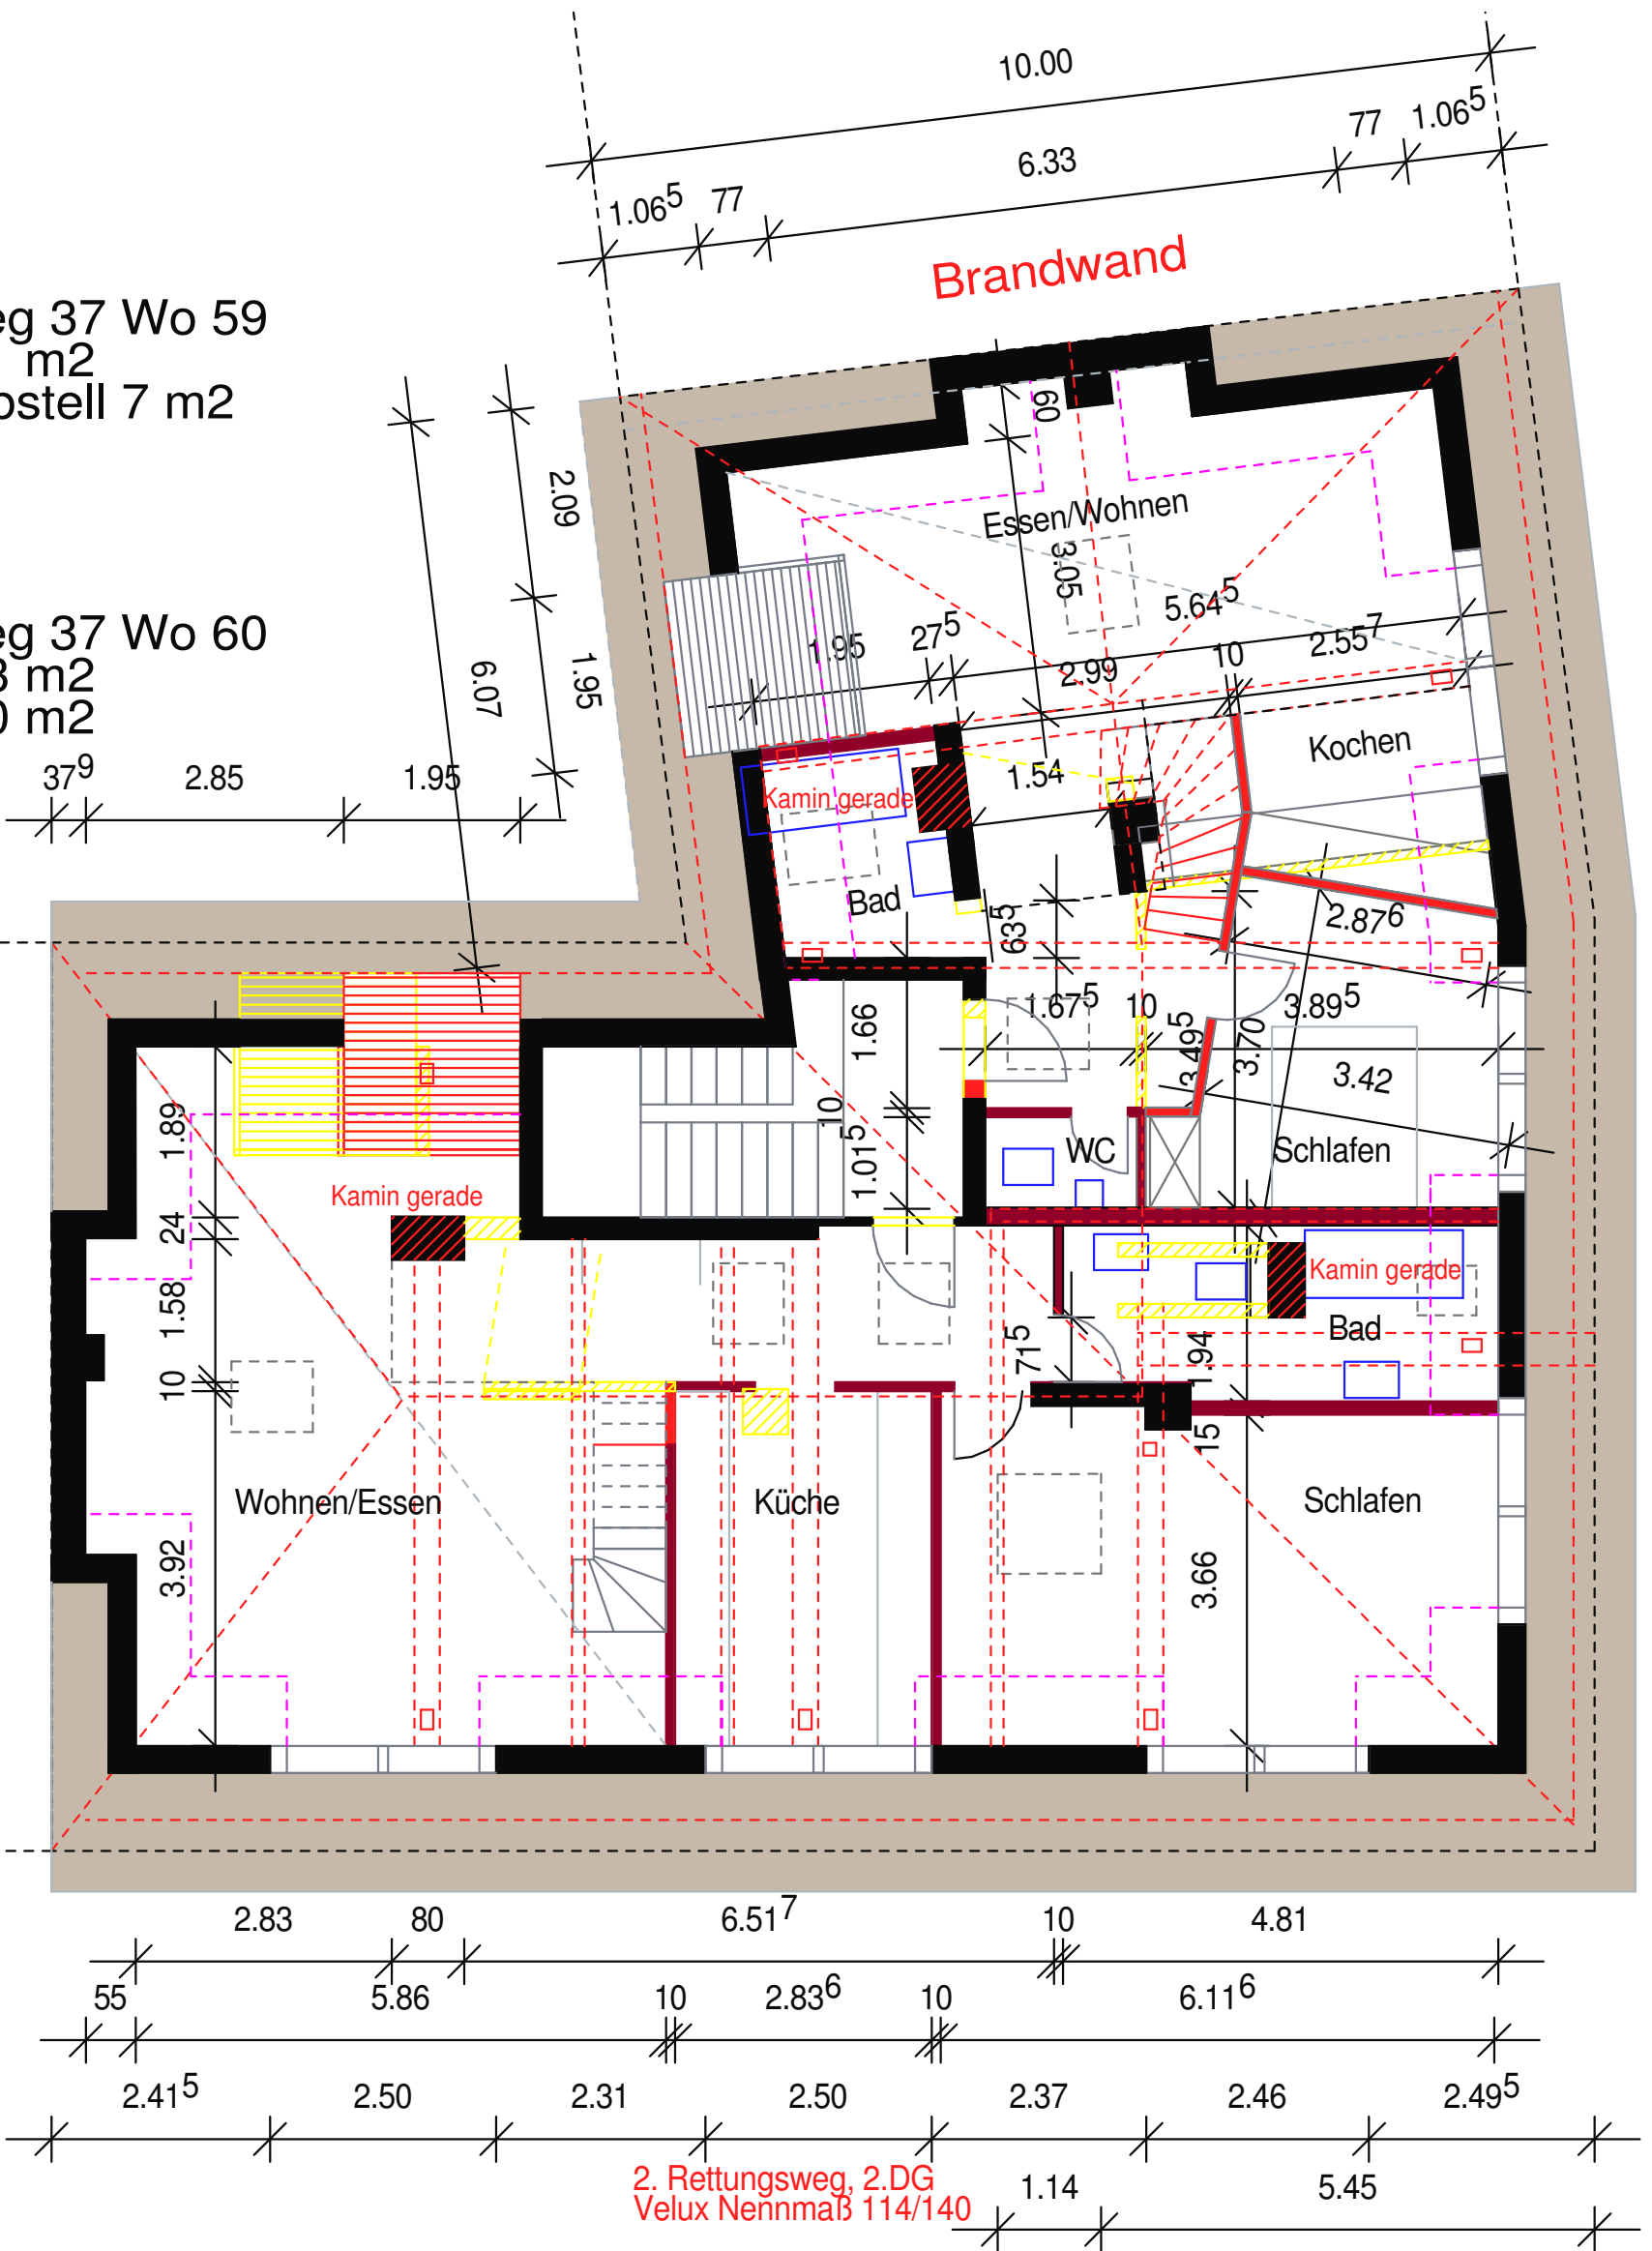 10.00
77 1.06⁵
6.33
1.06⁵ 77
Brandwand
eg 37 Wo 59
m2
ostell 7 m2
60
2.09
Essen/Wohnen
3.05
5.64⁵
eg 37 Wo 60
3 m2
0 m2
6.07
1.95
1.95 27⁵ 2.99 10 2.55⁷
37⁹ 2.85 1.95
Kochen
1.54
Kamin gerade
Bad
635
2.87⁶
1.66
1.67⁵ 10 3.89⁵
3.49⁵
3.70
3.42
1.89
10
1.01⁵
WC
Schlafen
Kamin gerade
24
1.58
Kamin gerade
Bad
715
1.94
10
15
Wohnen/Essen
Küche
Schlafen
3.92
3.66
2.83 80 6.51⁷ 10 4.81
55 5.86 10 2.83⁶ 10 6.11⁶
2.41⁵ 2.50 2.31 2.50 2.37 2.46 2.49⁵
2. Rettungsweg, 2.DG
Velux Nennmaß 114/140
1.14 5.45